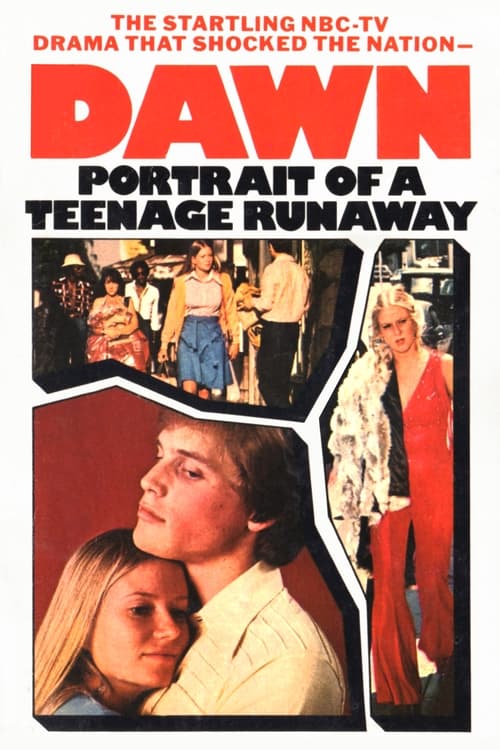 THE STARTLING NBC-TV
DRAMA THAT SHOCKED THE NATION—
DAWN
PORTRAIT OF A
TEENAGE RUNAWAY